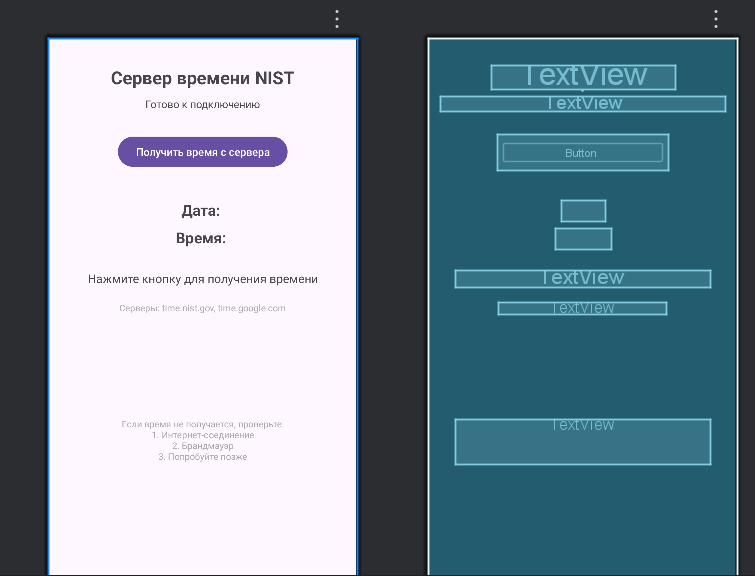 Сервер времени NIST
Готово к подключению
Получить время с сервера
Дата:
Время:
Нажмите кнопку для получения времени
Серверы: time.nist.gov, time.google.com
Если время не получается, проверьте:
1. Интернет-соединение
2. Брандмауэр
3. Попробуйте позже
TextView
TextView
Button
TextView
TextView
TextView